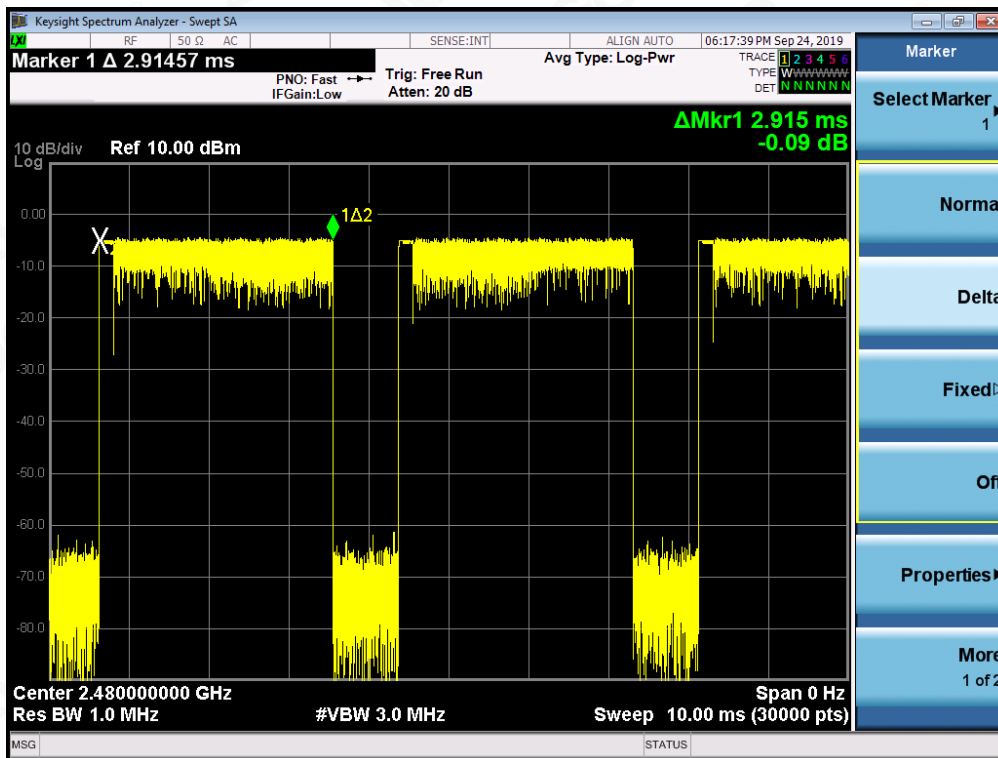 Keysight Spectrum Analyzer - Swept SA
LXI RF 50 Ω AC SENSE:INT ALIGN AUTO 06:17:39 PM Sep 24, 2019
Marker 1 Δ 2.91457 ms
PNO: Fast
IFGain:Low
Trig: Free Run
Atten: 20 dB
Avg Type: Log-Pwr
TRACE 1 2 3 4 5 6
TYPE W
DET N N N N N N
ΔMkr1 2.915 ms
-0.09 dB
10 dB/div Ref 10.00 dBm
Log
0.00
-10.0
-20.0
-30.0
-40.0
-50.0
-60.0
-70.0
-80.0
1Δ2
Center 2.480000000 GHz
Span 0 Hz
Res BW 1.0 MHz
#VBW 3.0 MHz
Sweep 10.00 ms (30000 pts)
MSG
STATUS
Marker
Select Marker
1
Norma
Delta
Fixed
Off
Properties
More
1 of 2